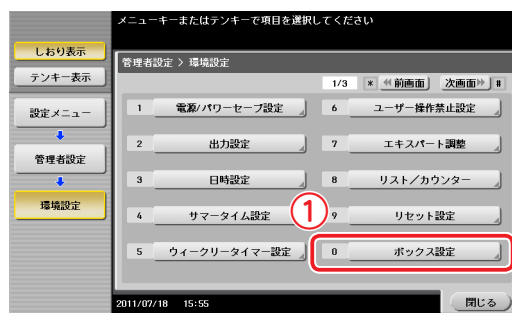 メニューキーまたはテンキーで項目を選択してください
しおり表示
テンキー表示
設定メニュー
管理者設定
環境設定
管理者設定 > 環境設定
1/3 * 前画面 次画面 #
1 電源/パワーセーブ設定
2 出力設定
3 日時設定
4 サマータイム設定
5 ウィークリータイマー設定
6 ユーザー操作禁止設定
7 エキスパート調整
8 リスト/カウンター
① 9 リセット設定
0 ボックス設定
2011/07/18 15:55
閉じる